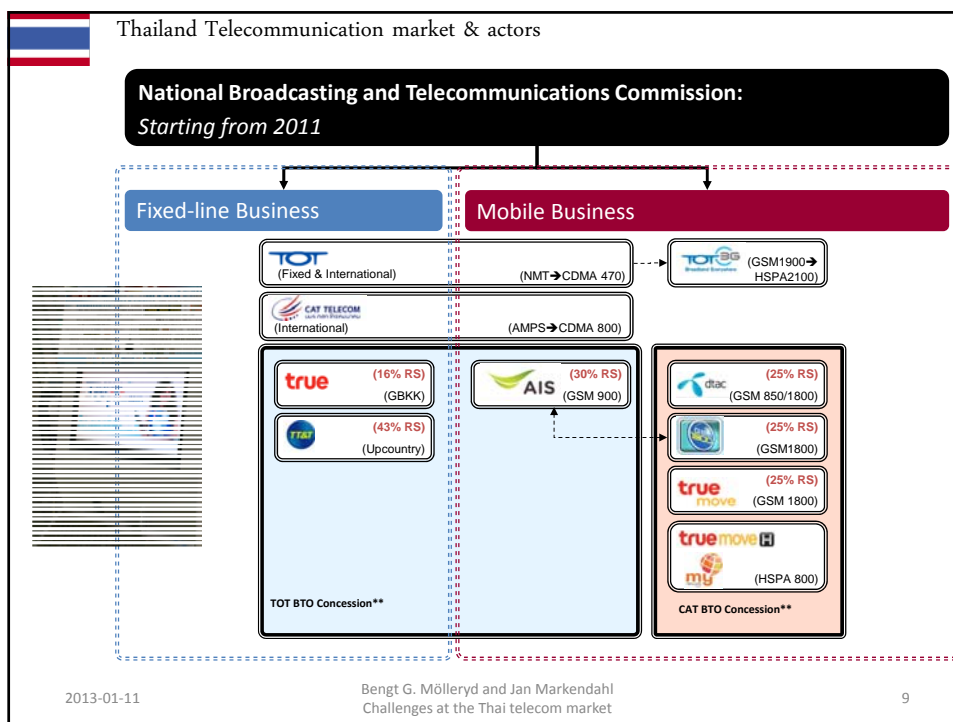 Thailand Telecommunication market & actors
National Broadcasting and Telecommunications Commission:
Starting from 2011
Fixed-line Business
Mobile Business
TOT
(Fixed & International)
(NMT➔CDMA 470)
TOT 3G
Broadband Everywhere
(GSM1900➔
HSPA2100)
CAT TELECOM
(International)
(AMPS➔CDMA 800)
true
(16% RS)
(GBKK)
TT&T
(43% RS)
(Upcountry)
TOT BTO Concession**
AIS
(30% RS)
(GSM 900)
dtac
(25% RS)
(GSM 850/1800)
(25% RS)
(GSM1800)
true
move
(25% RS)
(GSM 1800)
truemove H
my
(HSPA 800)
CAT BTO Concession**
2013-01-11
Bengt G. Mölleryd and Jan Markendahl
Challenges at the Thai telecom market
9